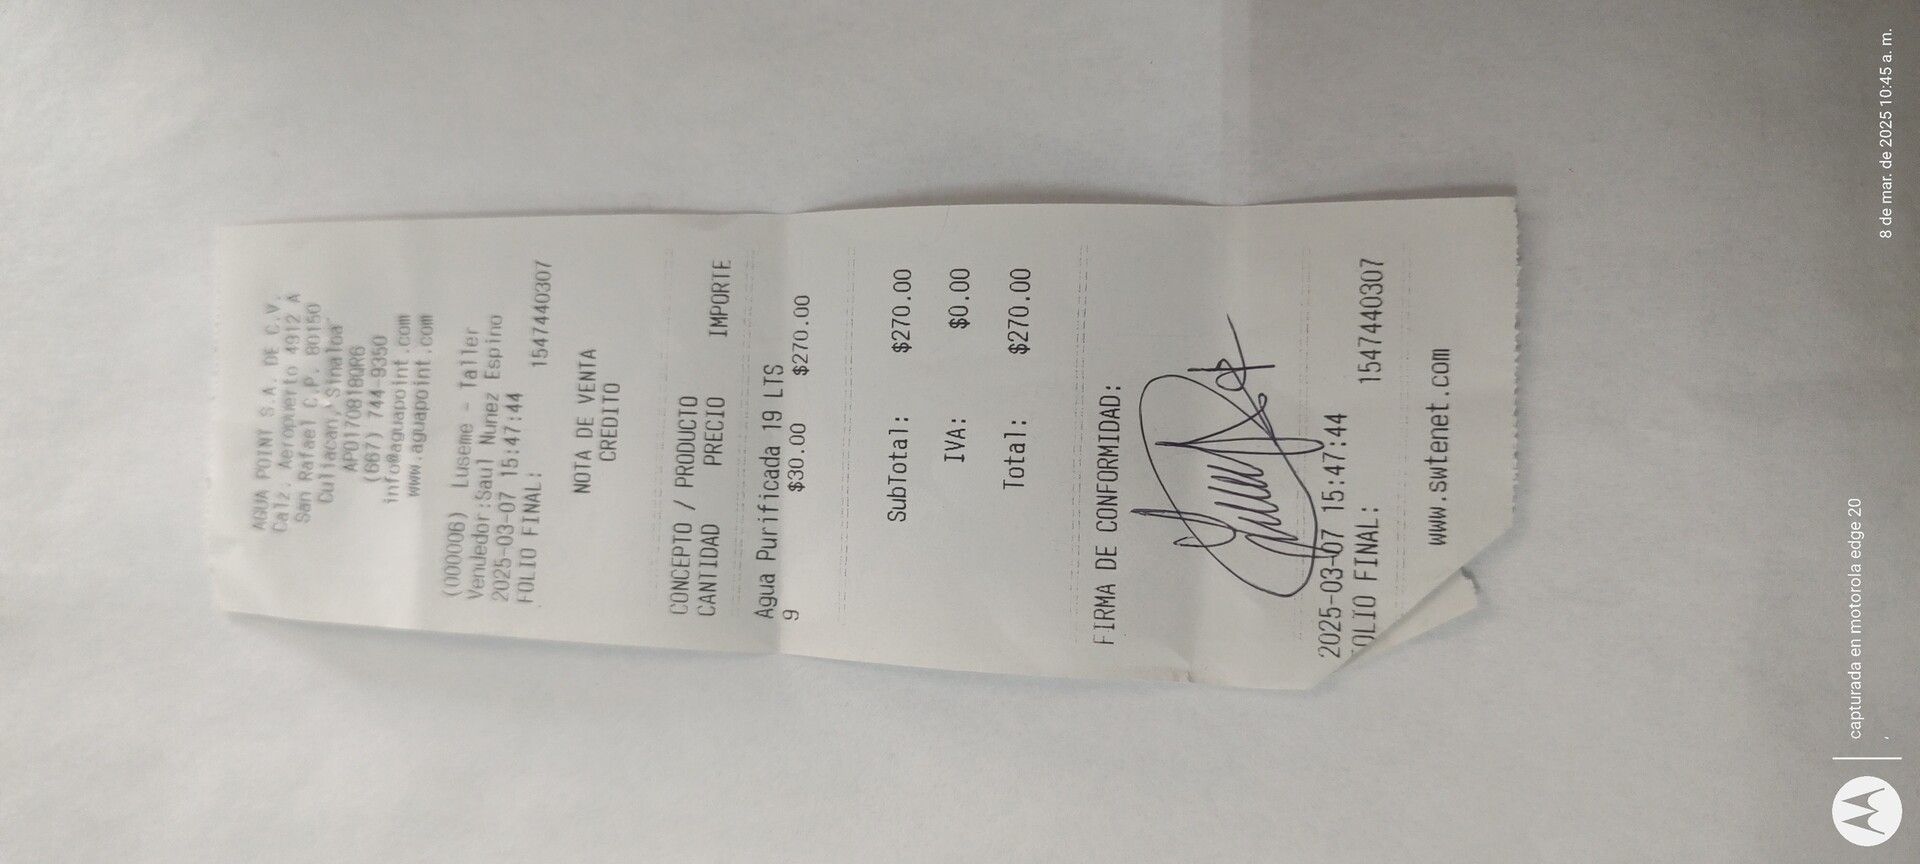 AGUA POINT S.A. DE C.V.
Calz. Aeropuerto 4912 A
San Rafael C.P. 80150
Culiacan, Sinaloa
APO170818QR6
(667) 744-9350
info@aguapoint.com
www.aguapoint.com
(000006) Luseme - Taller
Vendedor:Saul Nunez Espino
2025-03-07 15:47:44
FOLIO FINAL: 1547440307
NOTA DE VENTA
CREDITO
CONCEPTO / PRODUCTO
CANTIDAD PRECIO IMPORTE
Agua Purificada 19 LTS
9 $30.00 $270.00
SubTotal: $270.00
IVA: $0.00
Total: $270.00
FIRMA DE CONFORMIDAD:
2025-03-07 15:47:44
FOLIO FINAL: 1547440307
www.swtenet.com
capturada en motorola edge 20
8 de mar. de 2025 10:45 a. m.